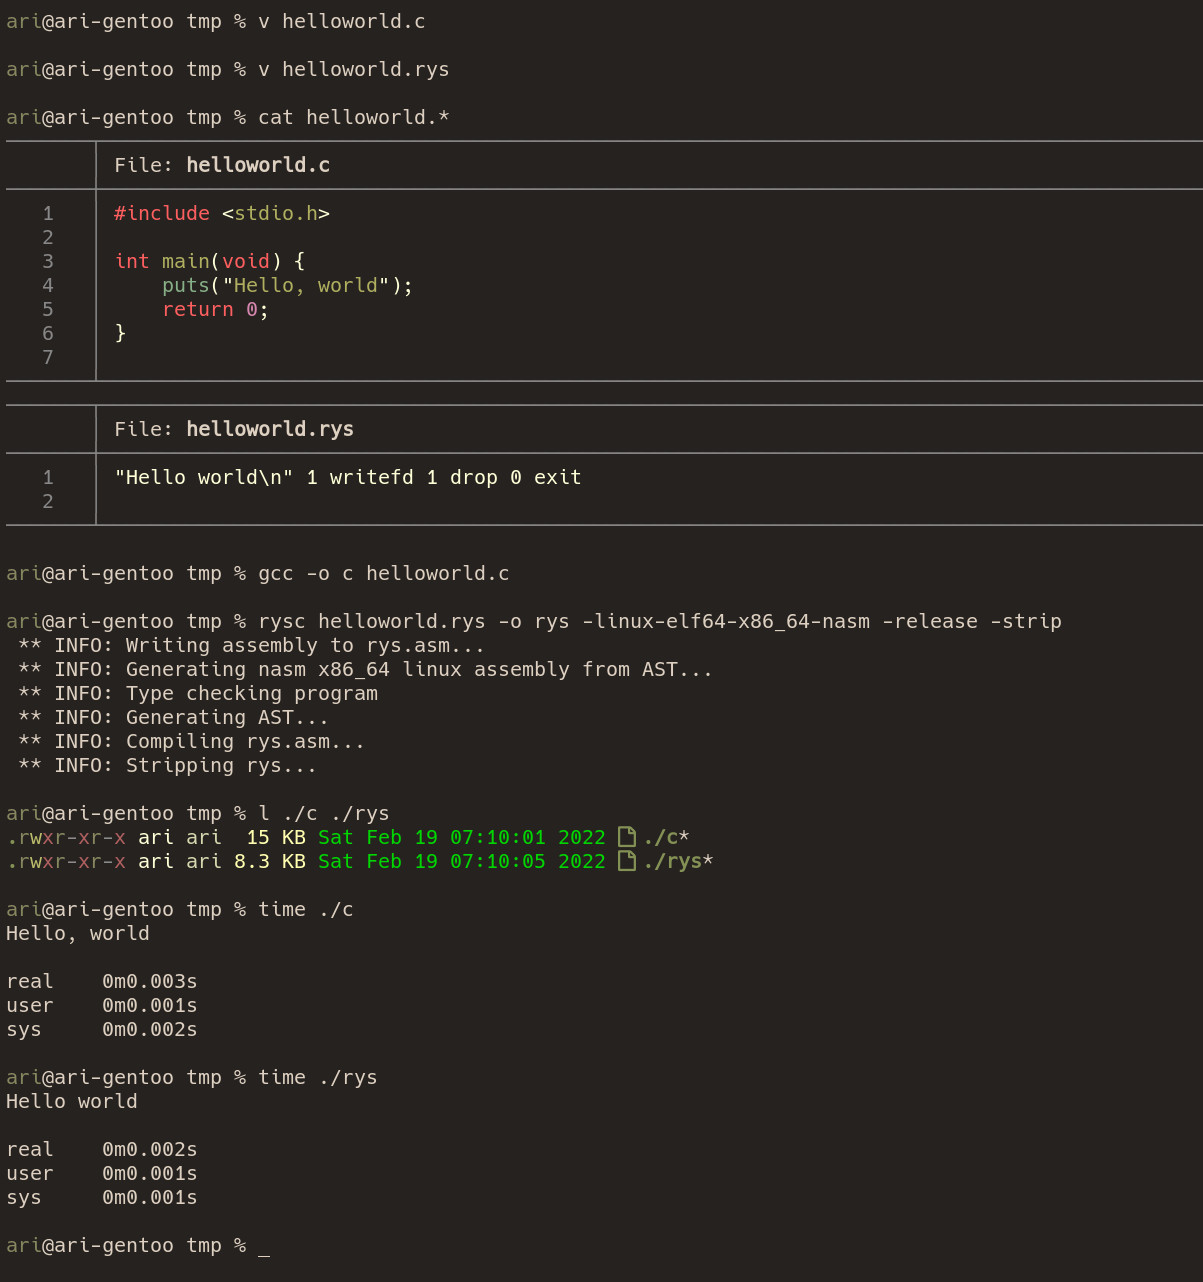 ari@ari-gentoo tmp % v helloworld.c
ari@ari-gentoo tmp % v helloworld.rys
ari@ari-gentoo tmp % cat helloworld.*
File: helloworld.c
1 #include <stdio.h>
2
3 int main(void) {
4     puts("Hello, world");
5     return 0;
6 }
7
File: helloworld.rys
1 "Hello world\n" 1 writefd 1 drop 0 exit
2
ari@ari-gentoo tmp % gcc -o c helloworld.c
ari@ari-gentoo tmp % rysc helloworld.rys -o rys -linux-elf64-x86_64-nasm -release -strip
 ** INFO: Writing assembly to rys.asm...
 ** INFO: Generating nasm x86_64 linux assembly from AST...
 ** INFO: Type checking program
 ** INFO: Generating AST...
 ** INFO: Compiling rys.asm...
 ** INFO: Stripping rys...
ari@ari-gentoo tmp % l ./c ./rys
.rwxr-xr-x ari ari  15 KB Sat Feb 19 07:10:01 2022 ./c*
.rwxr-xr-x ari ari 8.3 KB Sat Feb 19 07:10:05 2022 ./rys*
ari@ari-gentoo tmp % time ./c
Hello, world
real    0m0.003s
user    0m0.001s
sys     0m0.002s
ari@ari-gentoo tmp % time ./rys
Hello world
real    0m0.002s
user    0m0.001s
sys     0m0.001s
ari@ari-gentoo tmp % _